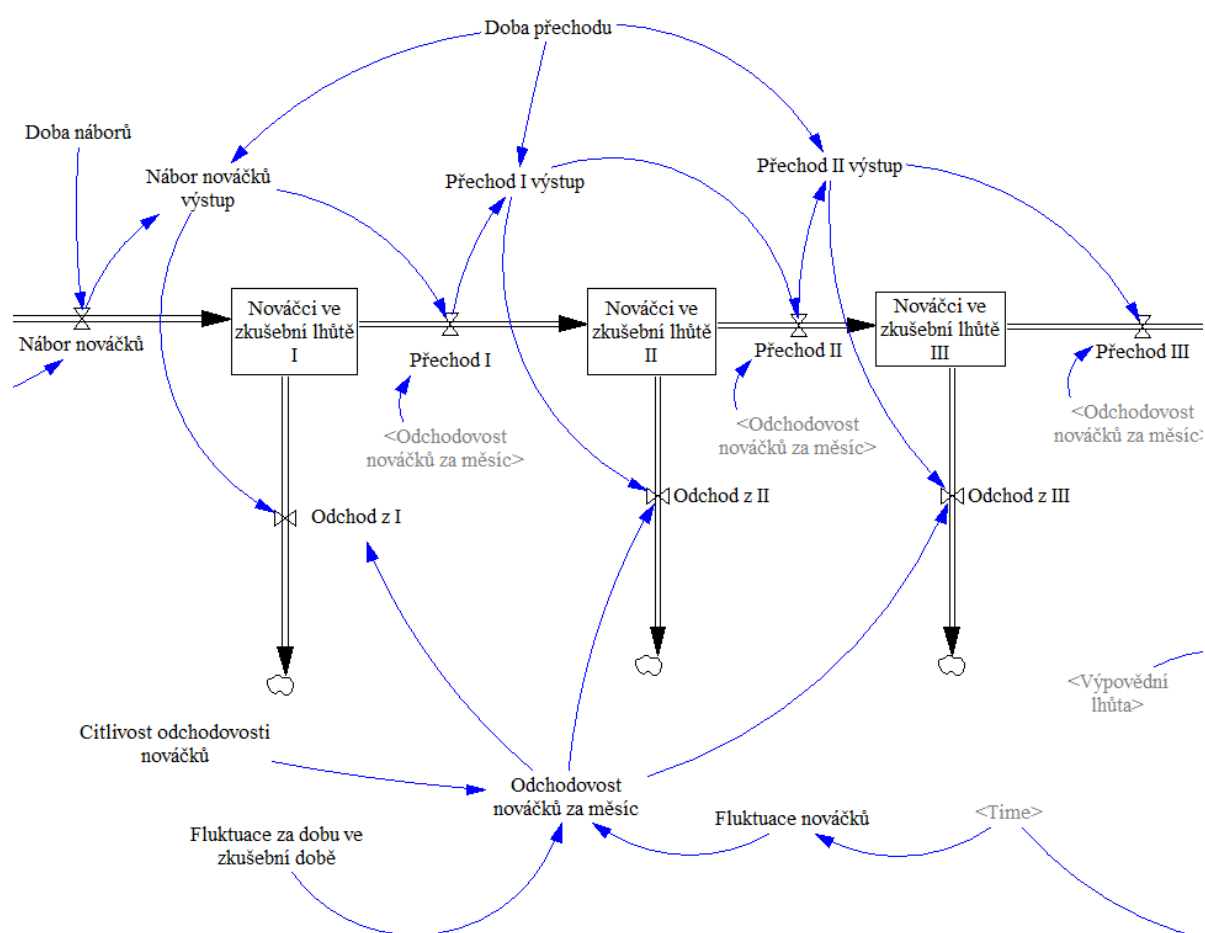 Doba přechodu
Doba náborů
Nábor nováčků
výstup
Přechod I výstup
Přechod II výstup
Nábor nováčků
Nováčci ve
zkušební lhůtě
I
Přechod I
Nováčci ve
zkušební lhůtě
II
Přechod II
Nováčci ve
zkušební lhůtě
III
Přechod III
<Odchodovost
nováčků za měsíc>
<Odchodovost
nováčků za měsíc>
<Odchodovost
nováčků za měsíc>
Odchod z I
Odchod z II
Odchod z III
<Výpovědní
lhůta>
Citlivost odchodovosti
nováčků
Odchodovost
nováčků za měsíc
Fluktuace nováčků
<Time>
Fluktuace za dobu ve
zkušební době